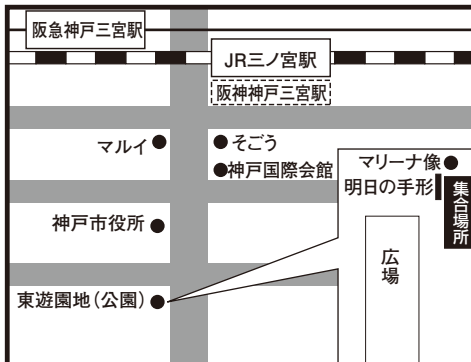 阪急神戸三宮駅
JR三ノ宮駅
阪神神戸三宮駅
マルイ
そごう
神戸国際会館
マリーナ像
明日の手形
集合場所
神戸市役所
広場
東遊園地(公園)